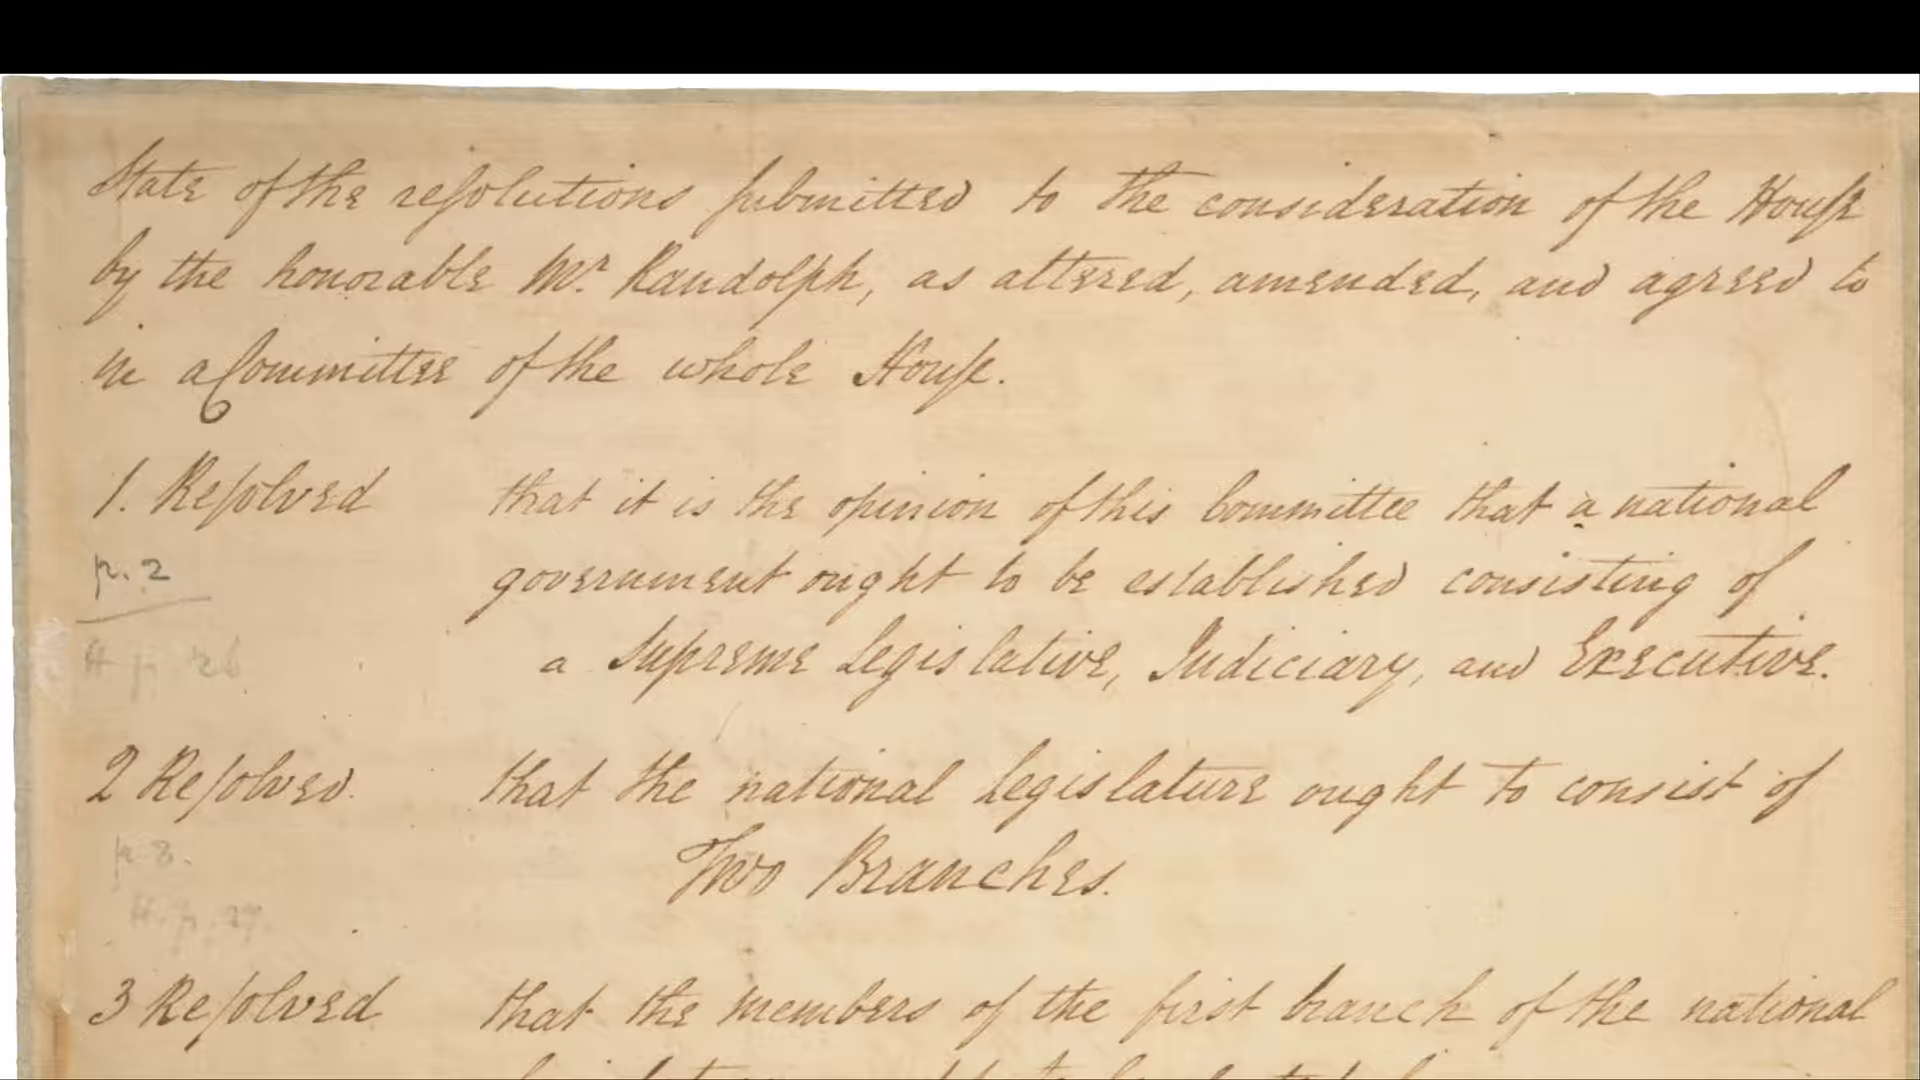 State of the resolutions submitted to the consideration of the House
by the honorable Mr. Randolph, as altered, amended, and agreed to
in a Committee of the whole House.
1. Resolved that it is the opinion of this Committee that a national
p. 2 government ought to be established consisting of
a Supreme Legislative, Judiciary, and Executive.
2 Resolved. that the national Legislature ought to consist of
Two Branches.
p 8.
3 Resolved that the members of the first branch of the national